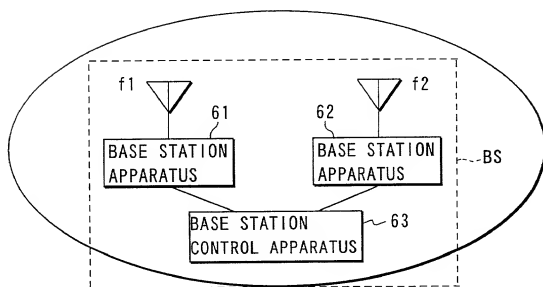 f1
f2
61
62
BASE STATION
APPARATUS
BASE STATION
APPARATUS
BS
BASE STATION
CONTROL APPARATUS
63